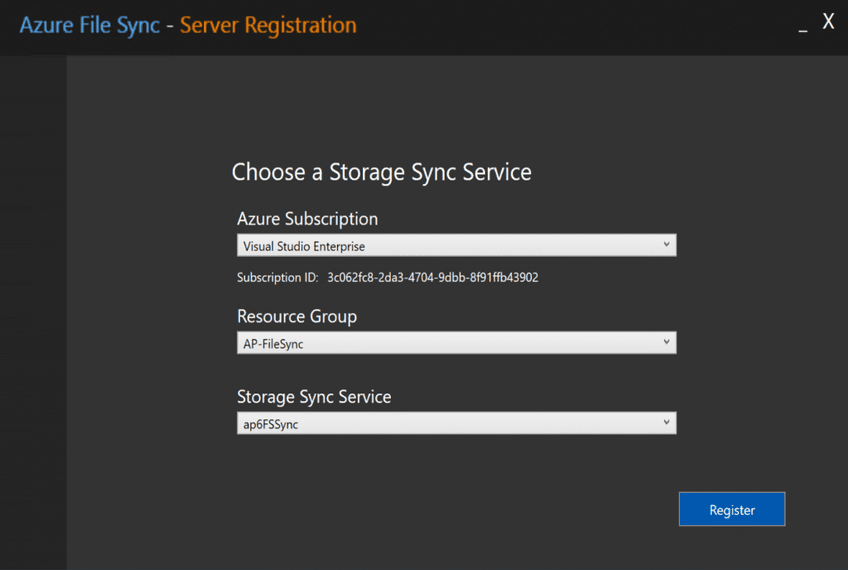 Azure File Sync - Server Registration
_ X
Choose a Storage Sync Service
Azure Subscription
Visual Studio Enterprise
Subscription ID: 3c062fc8-2da3-4704-9dbb-8f91ffb43902
Resource Group
AP-FileSync
Storage Sync Service
ap6FSSync
Register